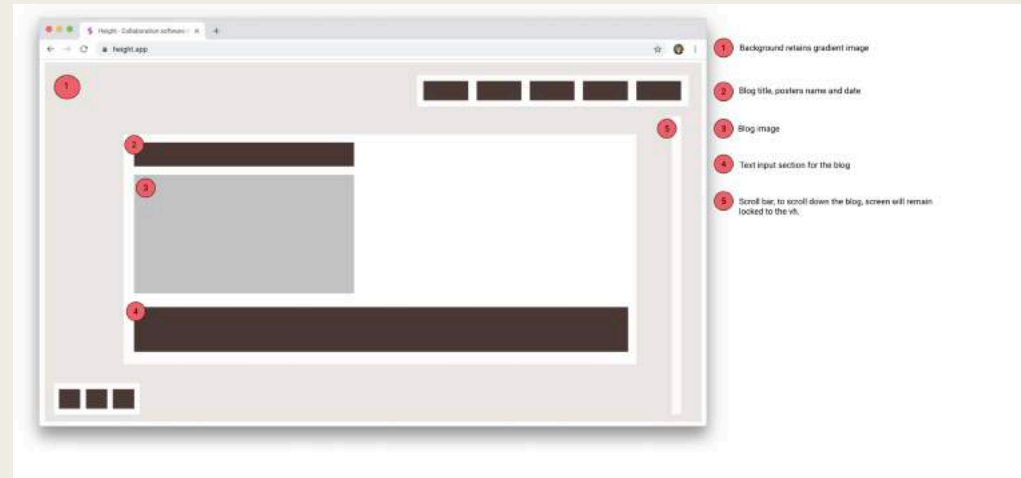 Height - Collaboration software
height.app
1
1 Background retains gradient image
2 Blog title, posters name and date
5
3 Blog image
2
4 Text input section for the blog
3
5 Scroll bar, to scroll down the blog, screen will remain
locked to the vh.
4